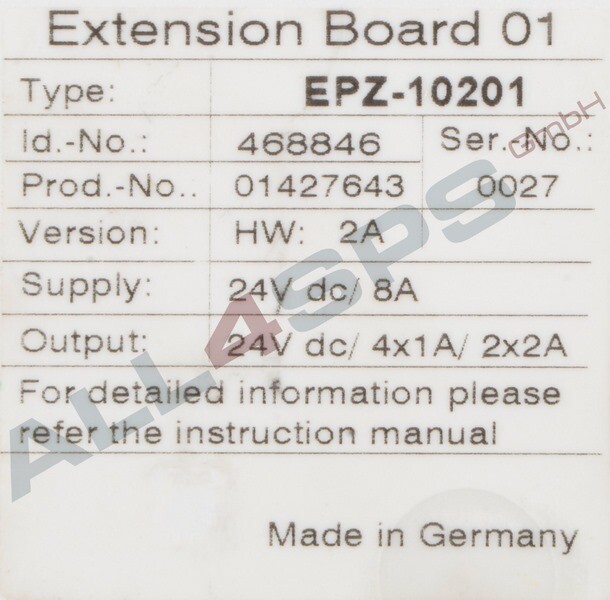 Extension Board 01
Type: EPZ-10201
Id.-No.: 468846 Ser.-No.:
Prod.-No.. 01427643 0027
Version: HW: 2A
Supply: 24V dc/ 8A
Output: 24V dc/ 4x1A/ 2x2A
For detailed information please
refer the instruction manual
Made in Germany
ALL4SPS GmbH